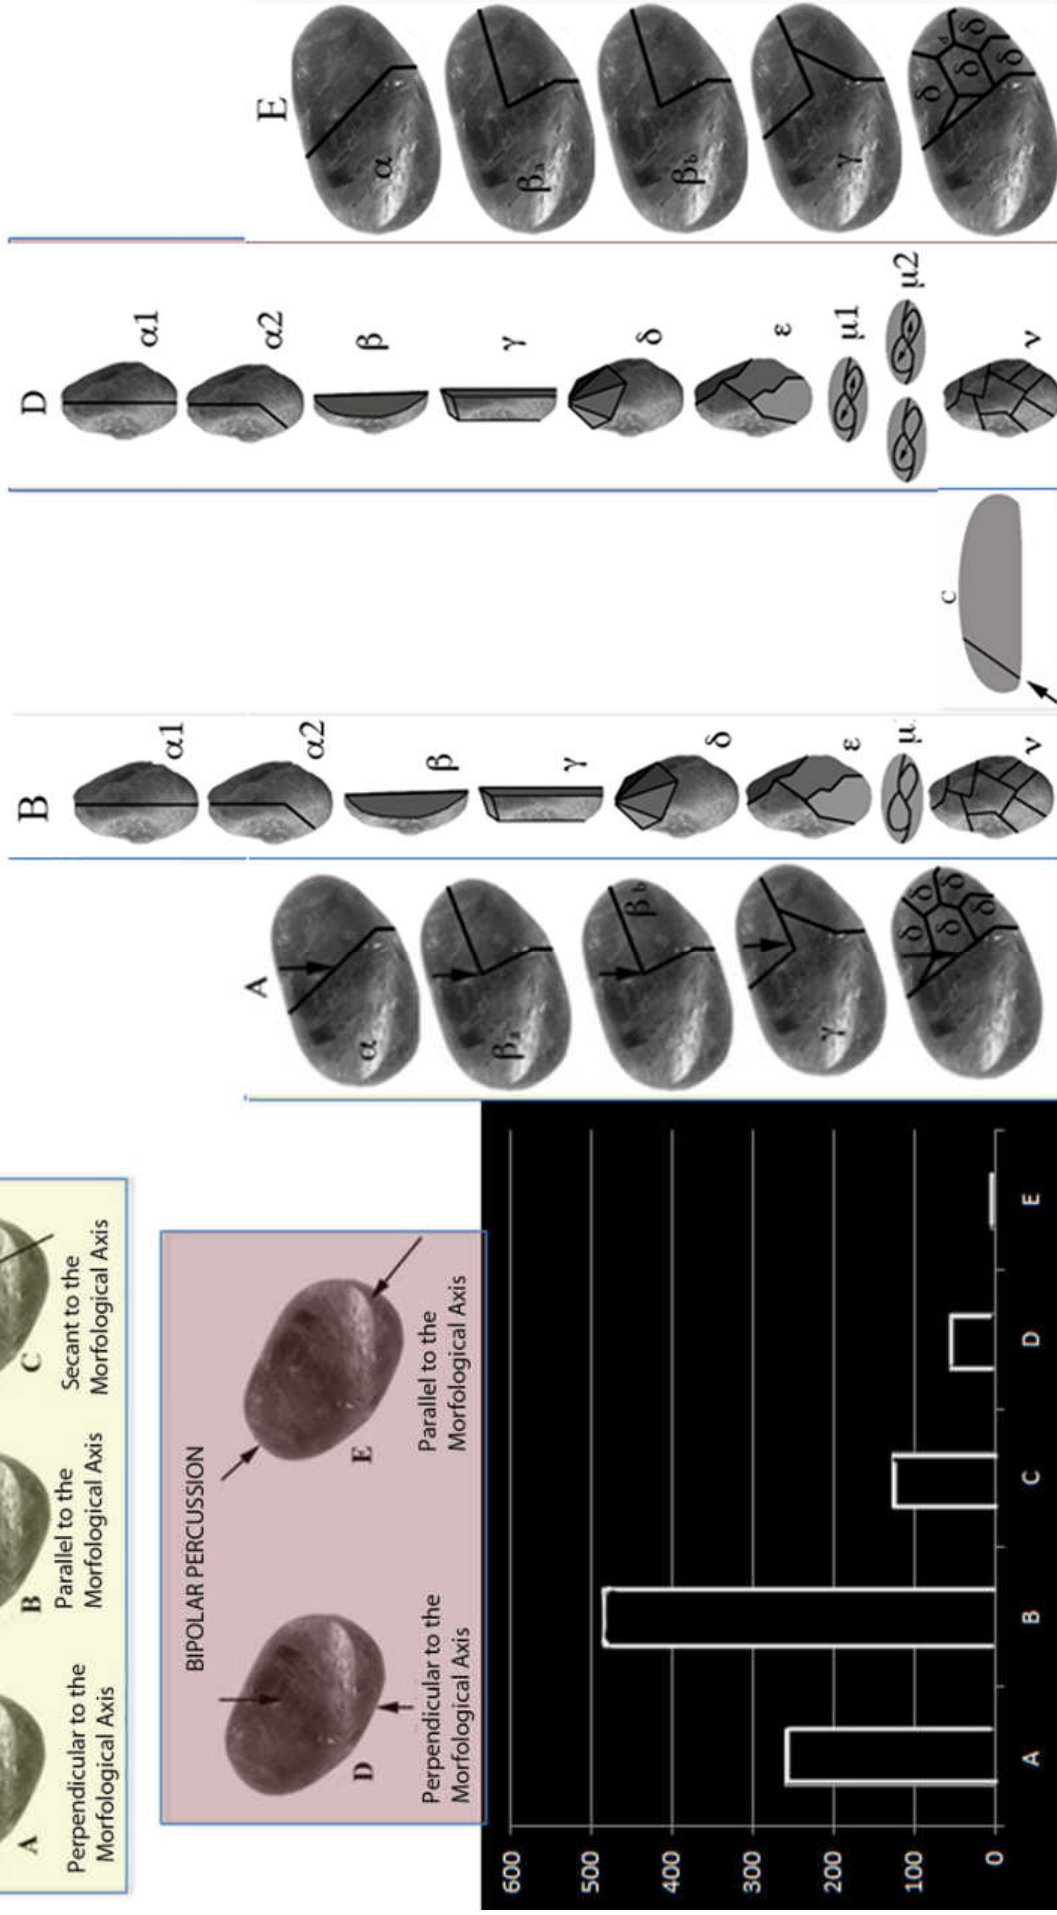 A
Perpendicular to the
Morfological Axis
B
Parallel to the
Morfological Axis
C
Secant to the
Morfological Axis
BIPOLAR PERCUSSION
D
Perpendicular to the
Morfological Axis
E
Parallel to the
Morfological Axis
600
500
400
300
200
100
0
A
B
C
D
E
A
α
βa
βb
γ
δ
δ
δ
δ
δ
B
α1
α2
β
γ
δ
ε
μ
ν
C
D
α1
α2
β
γ
δ
ε
μ1
μ2
ν
E
α
βa
βb
γ
δ
δ
δ
δ